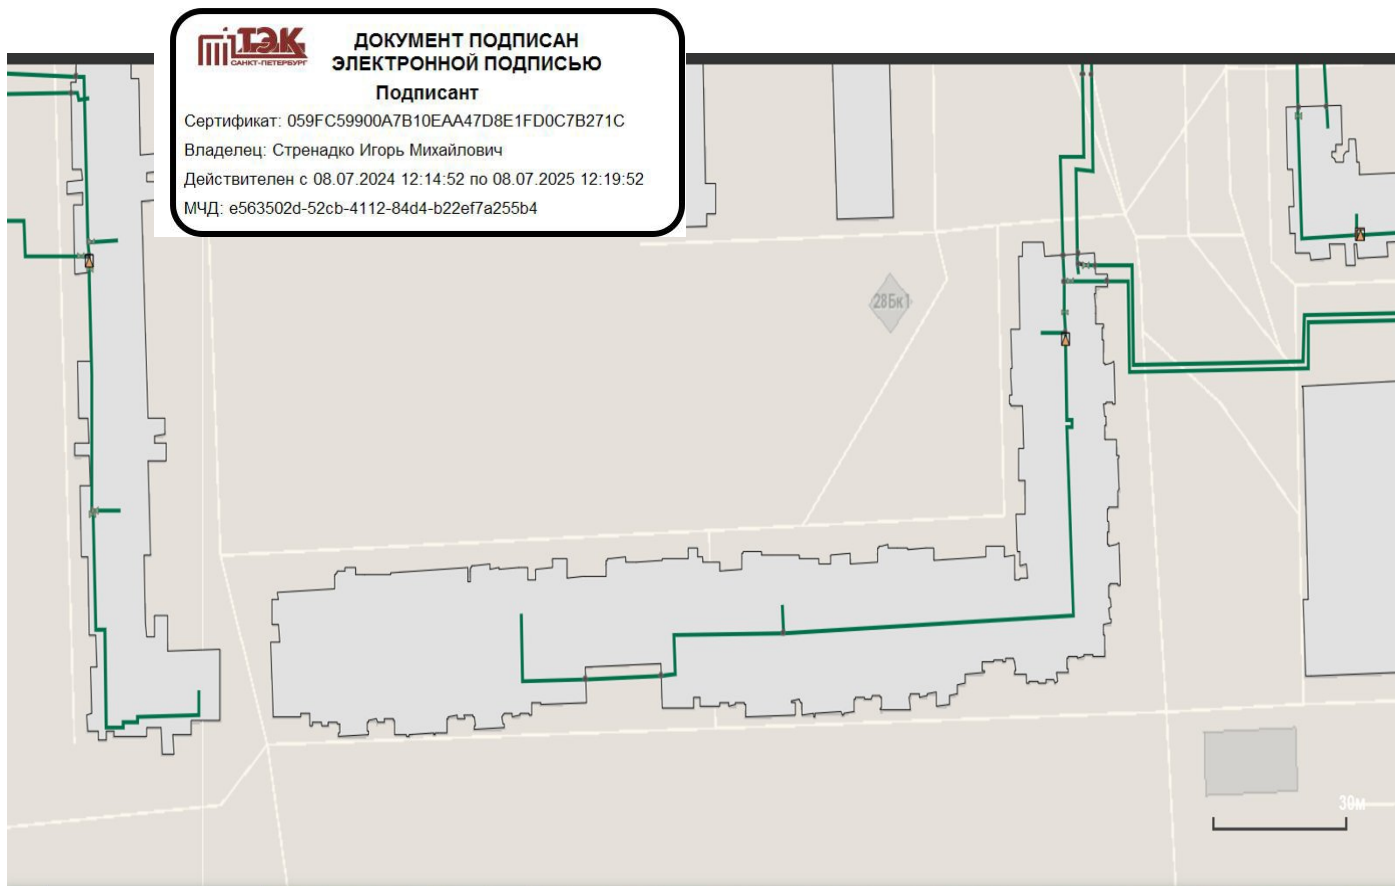 ТЭК
САНКТ-ПЕТЕРБУРГ
ДОКУМЕНТ ПОДПИСАН
ЭЛЕКТРОННОЙ ПОДПИСЬЮ
Подписант
Сертификат: 059FC59900A7B10EAA47D8E1FD0C7B271C
Владелец: Стренадко Игорь Михайлович
Действителен с 08.07.2024 12:14:52 по 08.07.2025 12:19:52
МЧД: e563502d-52cb-4112-84d4-b22ef7a255b4
28Бк1
30м